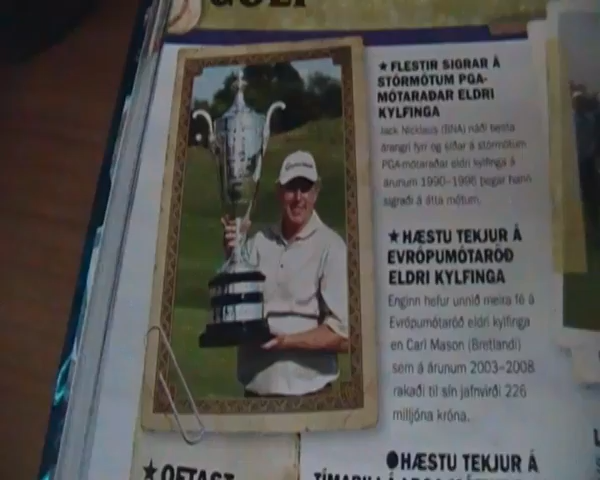 GOLF
★ FLESTIR SIGRAR Á
STÓRMÓTUM PGA-
MÓTARAÐAR ELDRI
KYLFINGA
Jack Nicklaus (BNA) náði besta
árangri fyrr og síðar á stórmótum
PGA-mótaraðar eldri kylfinga á
árunum 1990–1996 þegar hann
sigraði á átta mótum.
★ HÆSTU TEKJUR Á
EVRÓPUMÓTARÖÐ
ELDRI KYLFINGA
Enginn hefur unnið meira fé á
Evrópumótaröð eldri kylfinga
en Carl Mason (Bretlandi)
sem á árunum 2003–2008
rakaði til sín jafnvirði 226
milljóna króna.
★ OFTAST
●HÆSTU TEKJUR Á